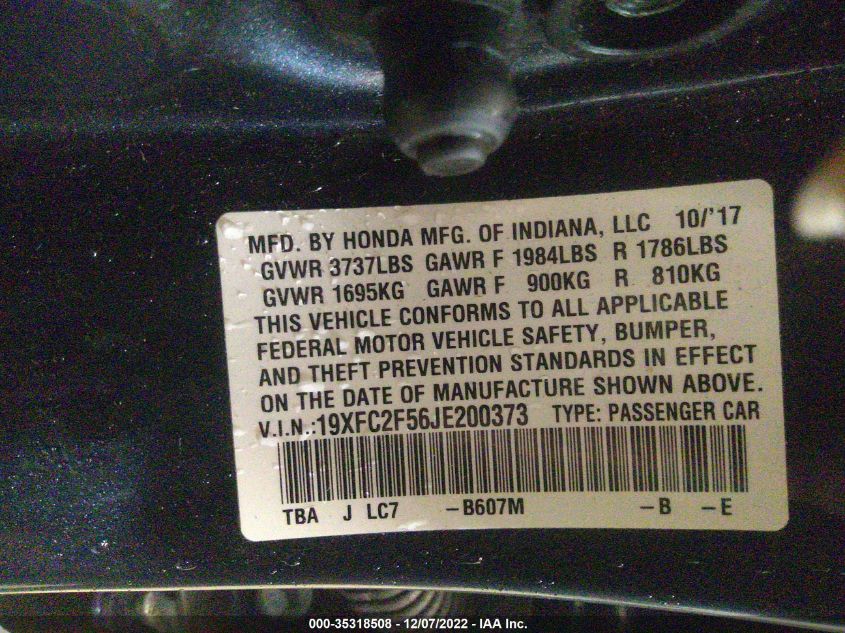 MFD. BY HONDA MFG. OF INDIANA, LLC 10/'17
GVWR 3737LBS GAWR F 1984LBS R 1786LBS
GVWR 1695KG GAWR F 900KG R 810KG
THIS VEHICLE CONFORMS TO ALL APPLICABLE
FEDERAL MOTOR VEHICLE SAFETY, BUMPER,
AND THEFT PREVENTION STANDARDS IN EFFECT
ON THE DATE OF MANUFACTURE SHOWN ABOVE.
V.I.N.:19XFC2F56JE200373 TYPE: PASSENGER CAR
TBA J LC7 -B607M -B -E
000-35318508 - 12/07/2022 - IAA Inc.